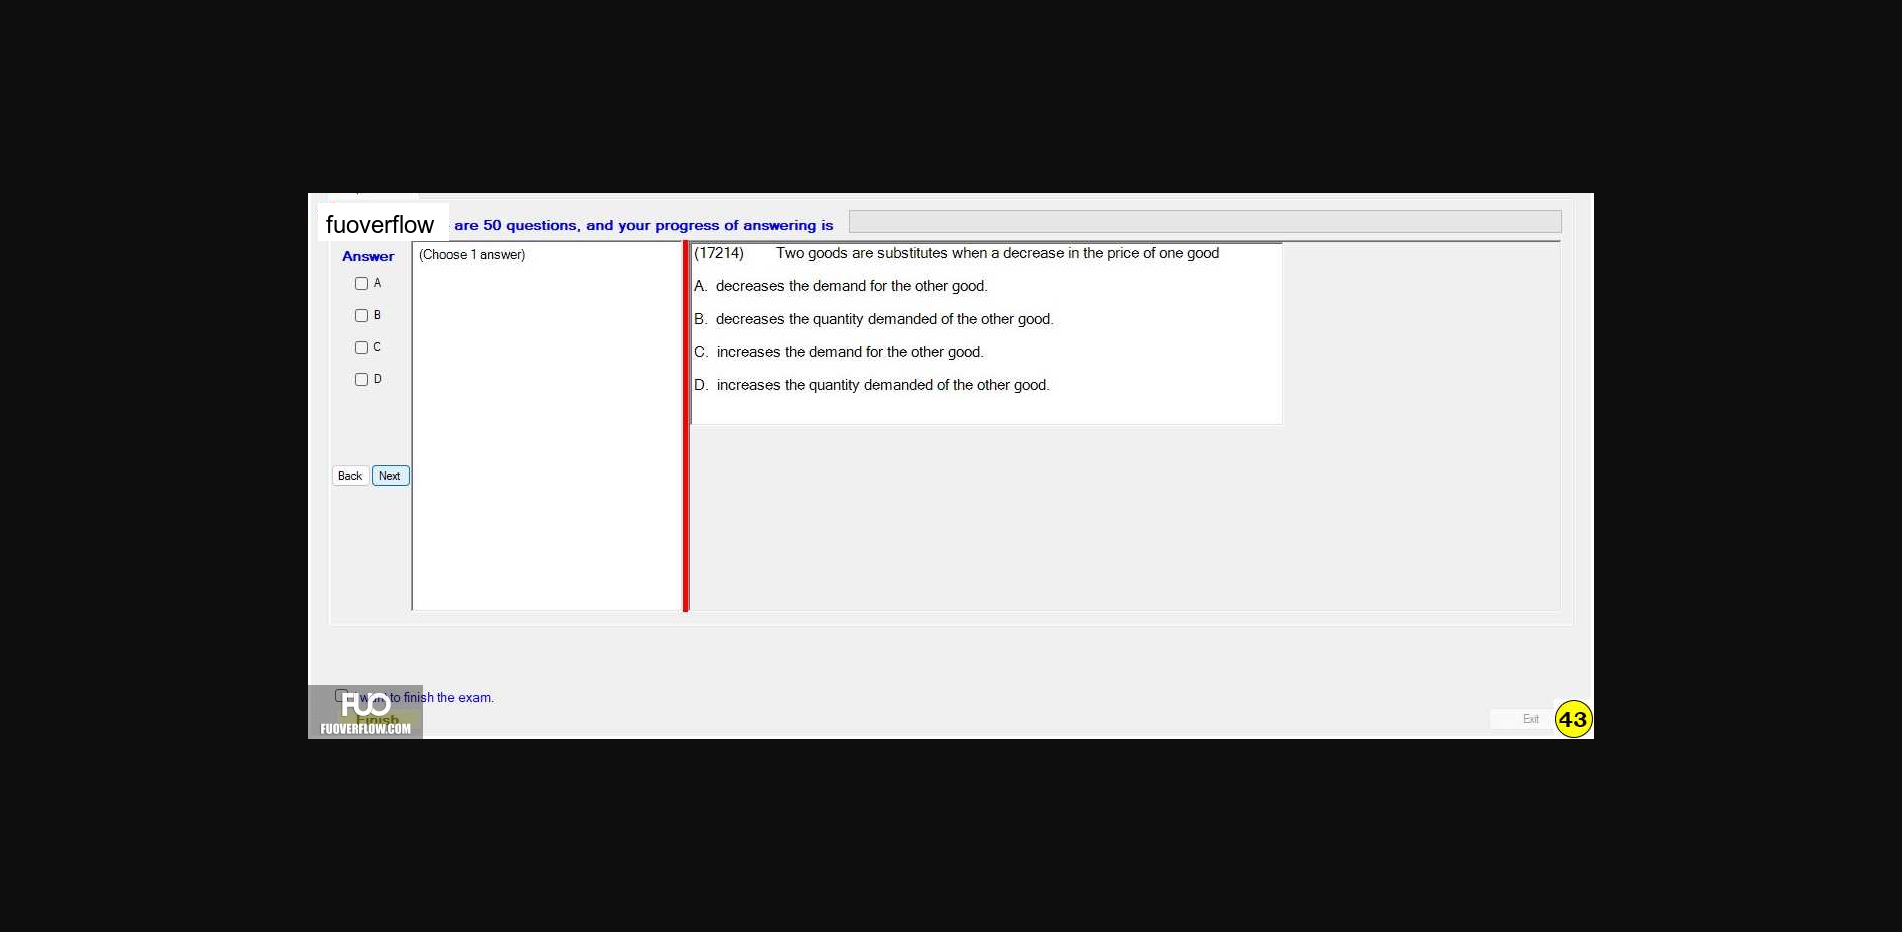 fuoverflow are 50 questions, and your progress of answering is
Answer
(Choose 1 answer)
A
B
C
D
Back Next
(17214) Two goods are substitutes when a decrease in the price of one good
A. decreases the demand for the other good.
B. decreases the quantity demanded of the other good.
C. increases the demand for the other good.
D. increases the quantity demanded of the other good.
want to finish the exam.
FUO
Finish
FUOVERFLOW.COM
Exit
43